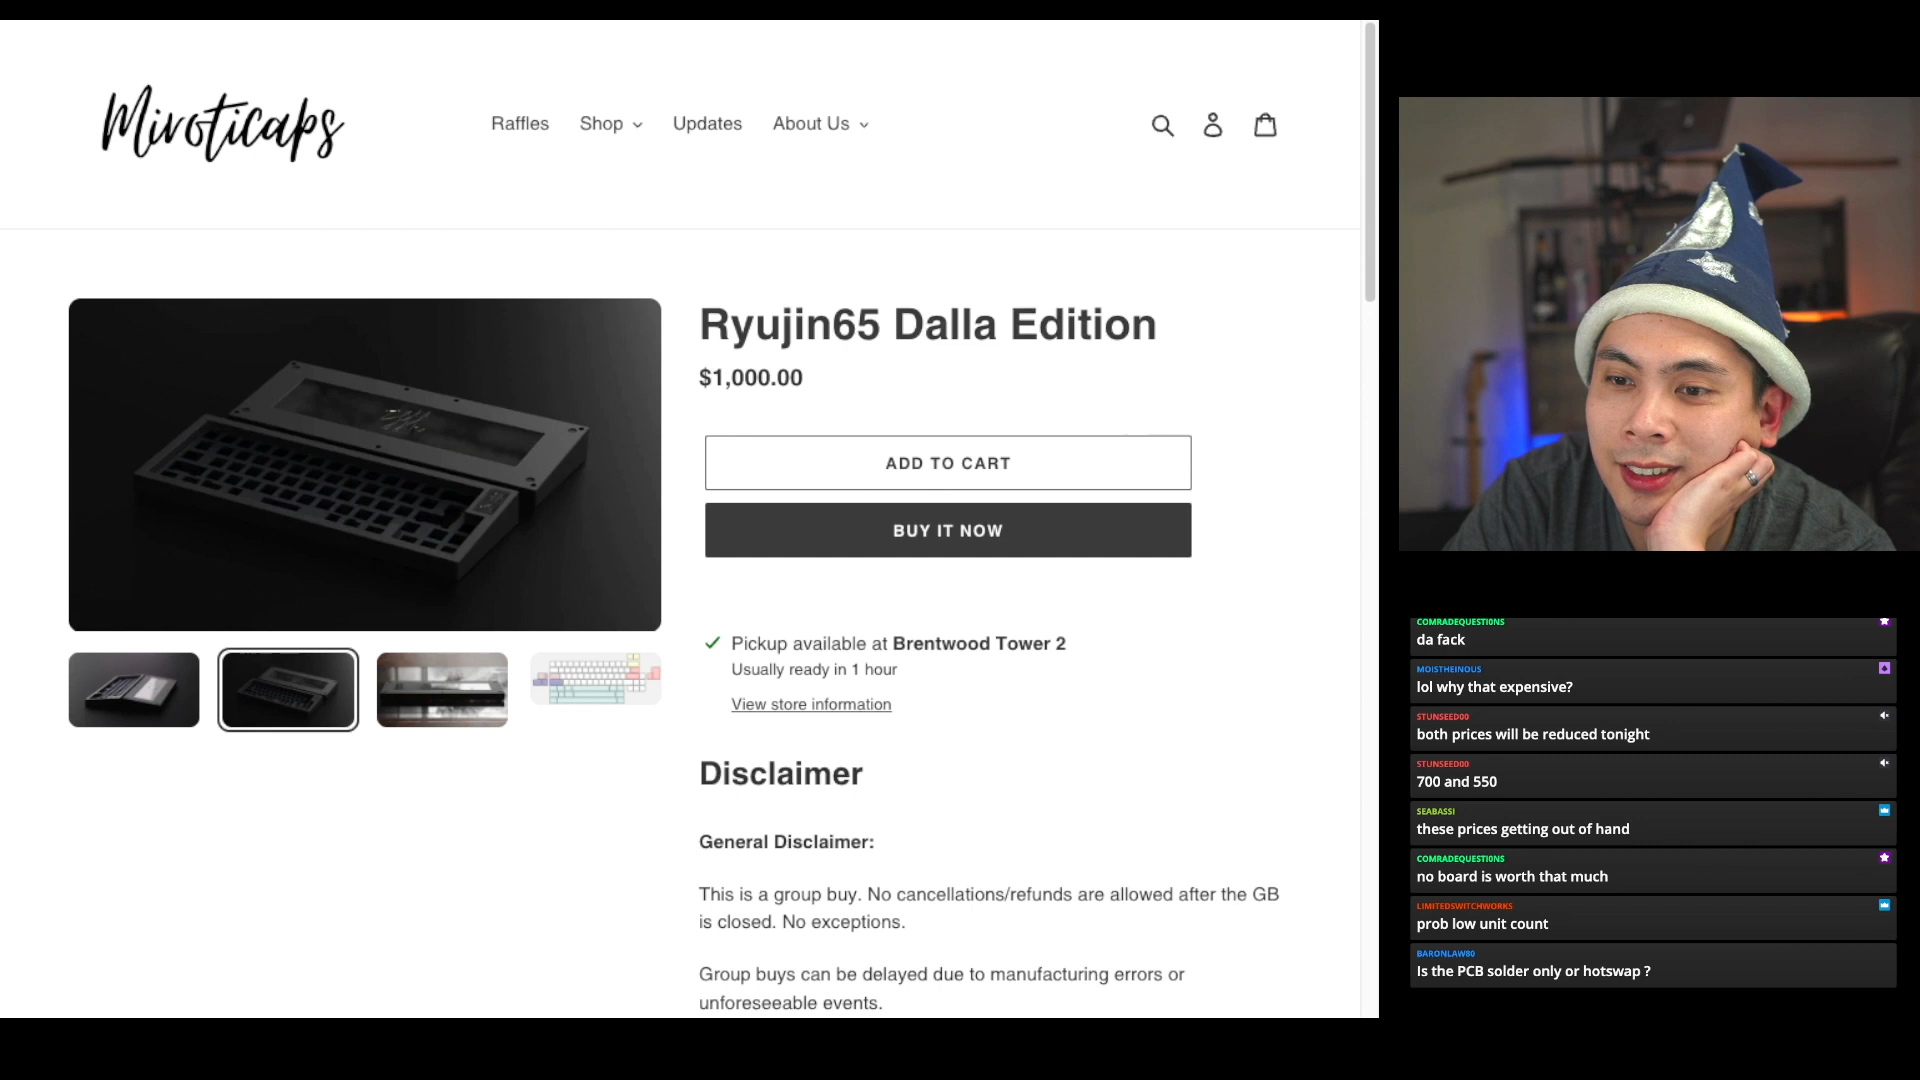 Miroticaps
Raffles
Shop
Updates
About Us
Ryujin65 Dalla Edition
$1,000.00
ADD TO CART
BUY IT NOW
Pickup available at Brentwood Tower 2
Usually ready in 1 hour
View store information
Disclaimer
General Disclaimer:
This is a group buy. No cancellations/refunds are allowed after the GB
is closed. No exceptions.
Group buys can be delayed due to manufacturing errors or
unforeseeable events.
COMRADEQUESTI0NS
da fack
MOISTHEINOUS
lol why that expensive?
STUNSEED00
both prices will be reduced tonight
STUNSEED00
700 and 550
SEABASSI
these prices getting out of hand
COMRADEQUESTI0NS
no board is worth that much
LIMITEDSWITCHWORKS
prob low unit count
BARONLAW80
Is the PCB solder only or hotswap ?